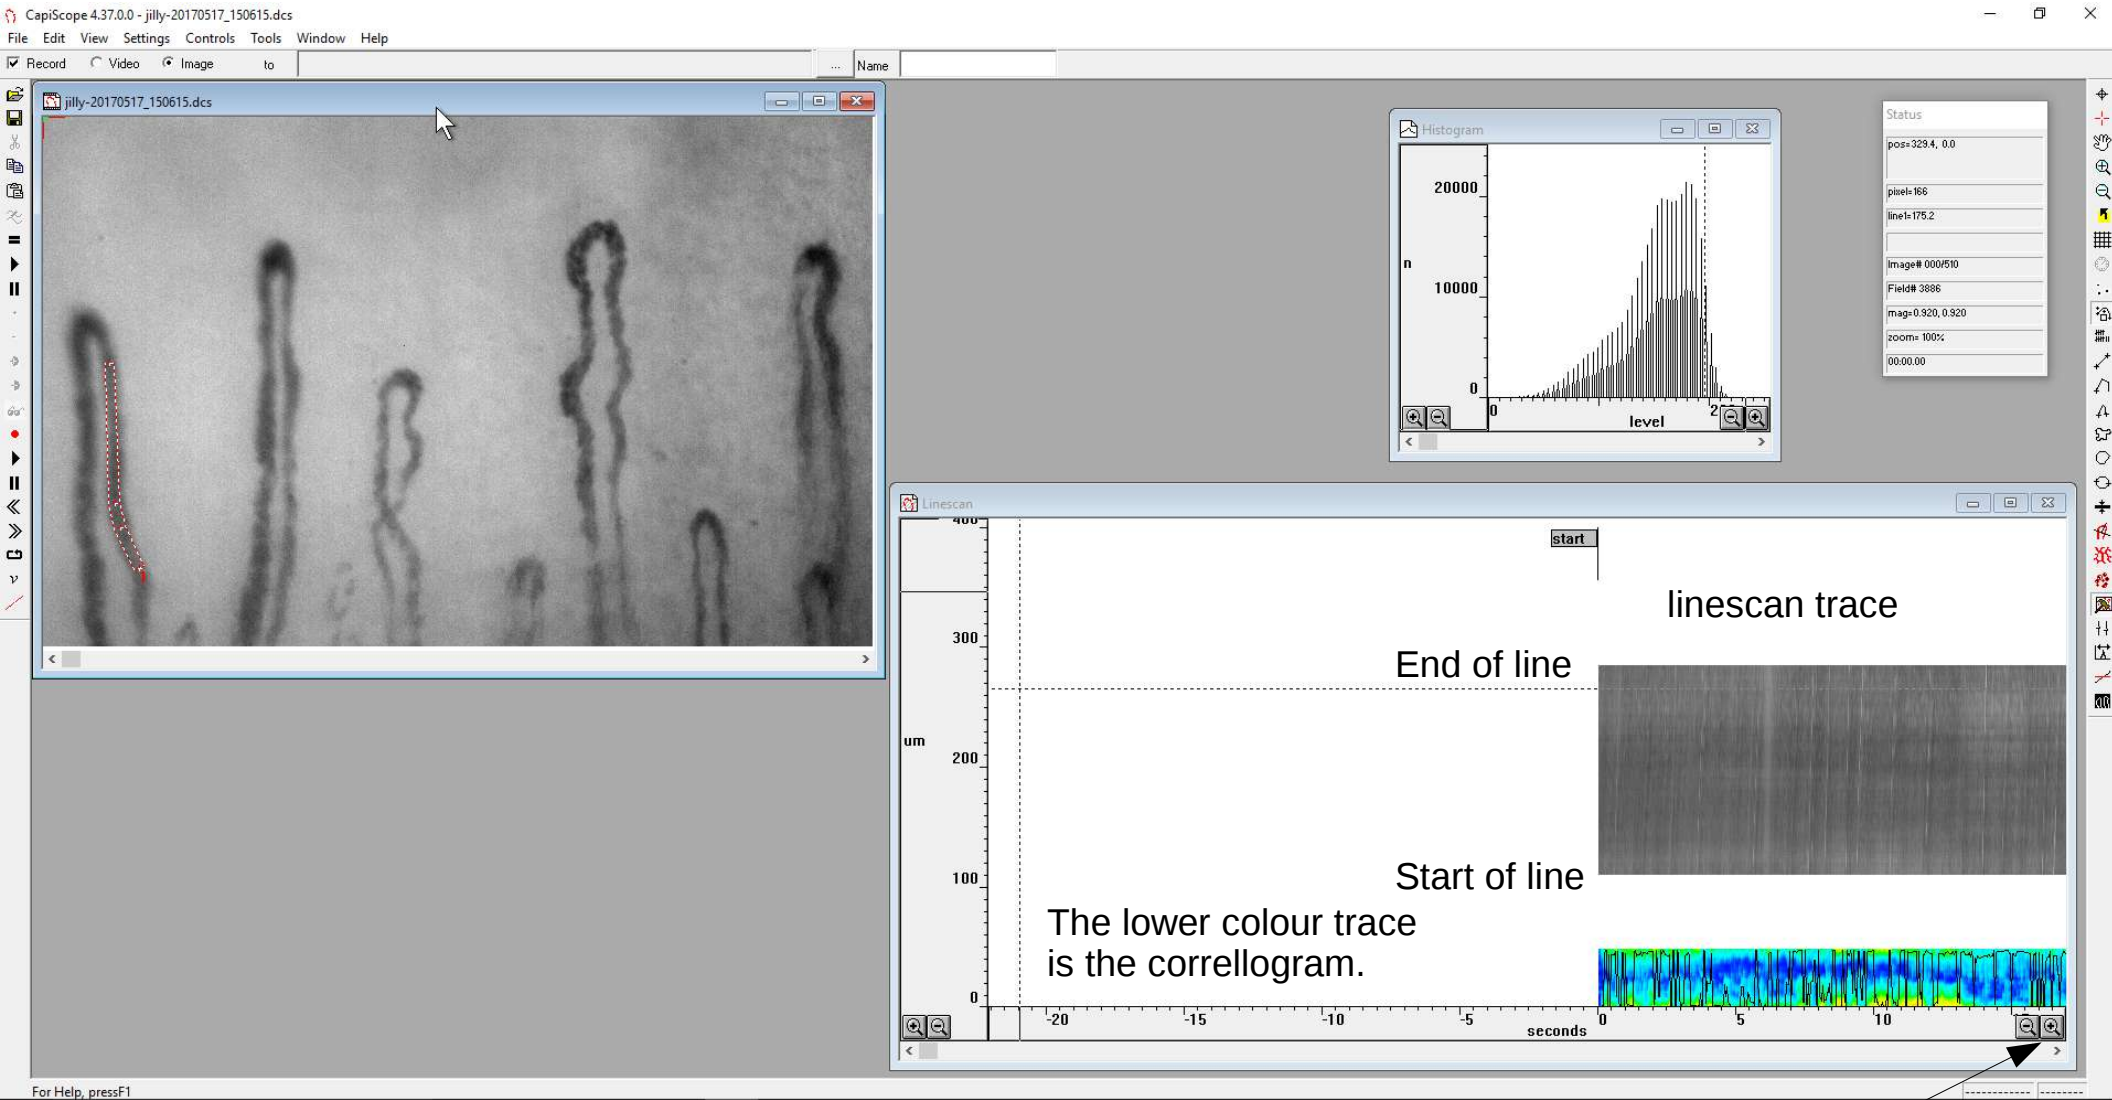 CapiScope 4.37.0.0 - jilly-20170517_150615.dcs
File Edit View Settings Controls Tools Window Help
Record Video Image to ... Name
jilly-20170517_150615.dcs
Histogram
20000
n
10000
0
0
level
Status
pos=329.4, 0.0
pixel=166
line1=175.2
Image# 000/510
Field# 3886
mag=0.920, 0.920
zoom= 100%
00:00.00
Linescan
400
start
linescan trace
300
End of line
um
200
100
Start of line
The lower colour trace
is the correllogram.
0
-20 -15 -10 -5 0 5 10
seconds
For Help, pressF1